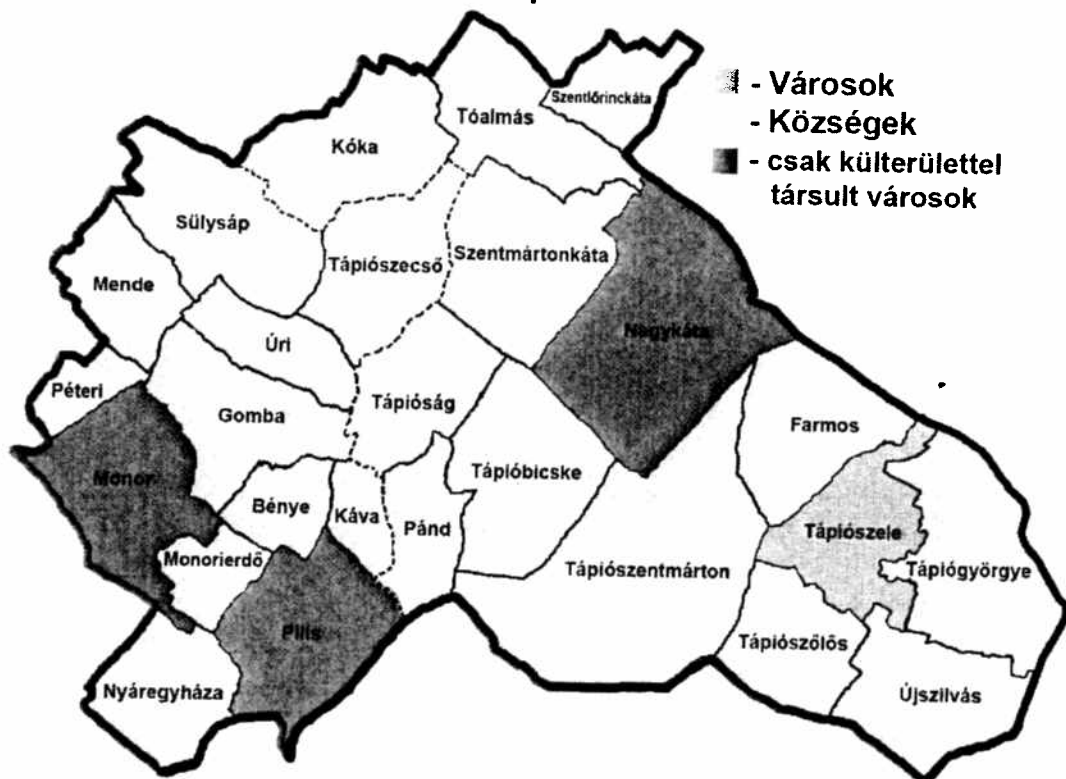 - Városok
- Községek
- csak külterülettel
társult városok
Szentlőrinckáta
Tóalmás
Kóka
Sülysáp
Tápiószecső
Szentmártonkáta
Mende
Nagykáta
Úri
Péteri
Gomba
Tápióság
Farmos
Monor
Tápióbicske
Bénye
Káva
Pánd
Tápiószele
Monorierdő
Tápiószentmárton
Tápiógyörgye
Pilis
Tápiószőlős
Nyáregyháza
Újszilvás